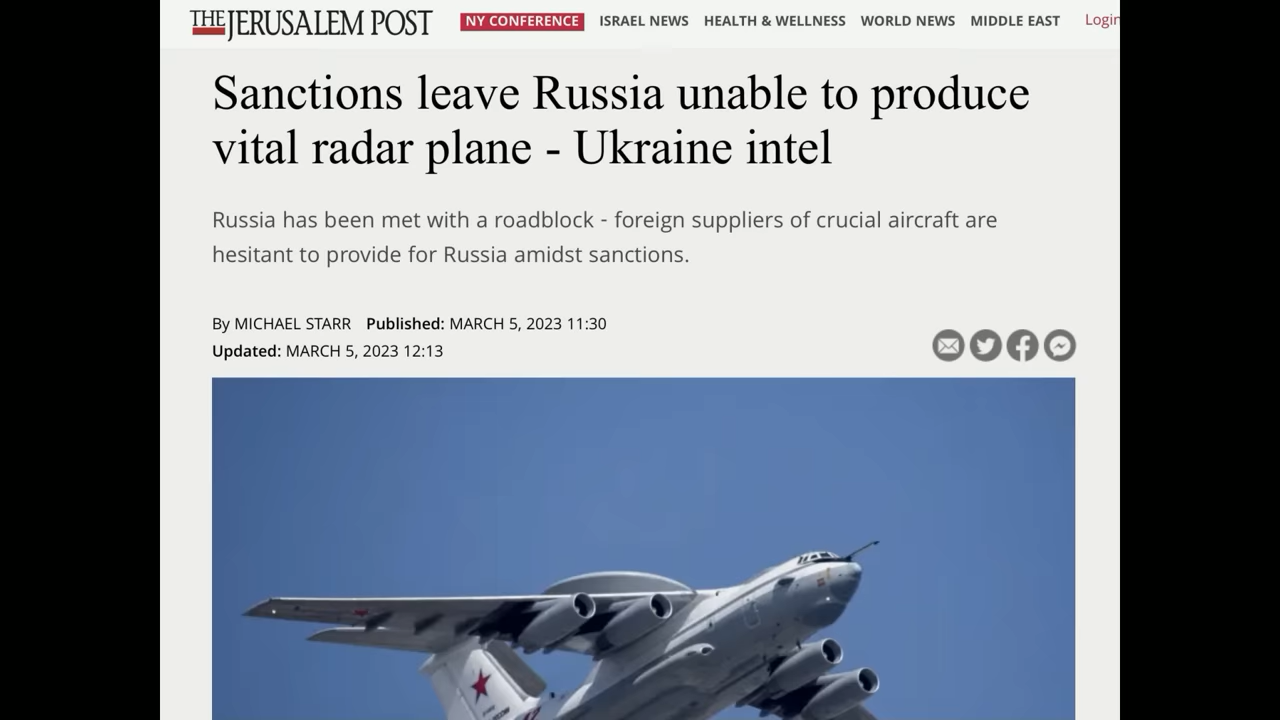 THE JERUSALEM POST
NY CONFERENCE ISRAEL NEWS HEALTH & WELLNESS WORLD NEWS MIDDLE EAST Login
Sanctions leave Russia unable to produce
vital radar plane - Ukraine intel
Russia has been met with a roadblock - foreign suppliers of crucial aircraft are
hesitant to provide for Russia amidst sanctions.
By MICHAEL STARR Published: MARCH 5, 2023 11:30
Updated: MARCH 5, 2023 12:13